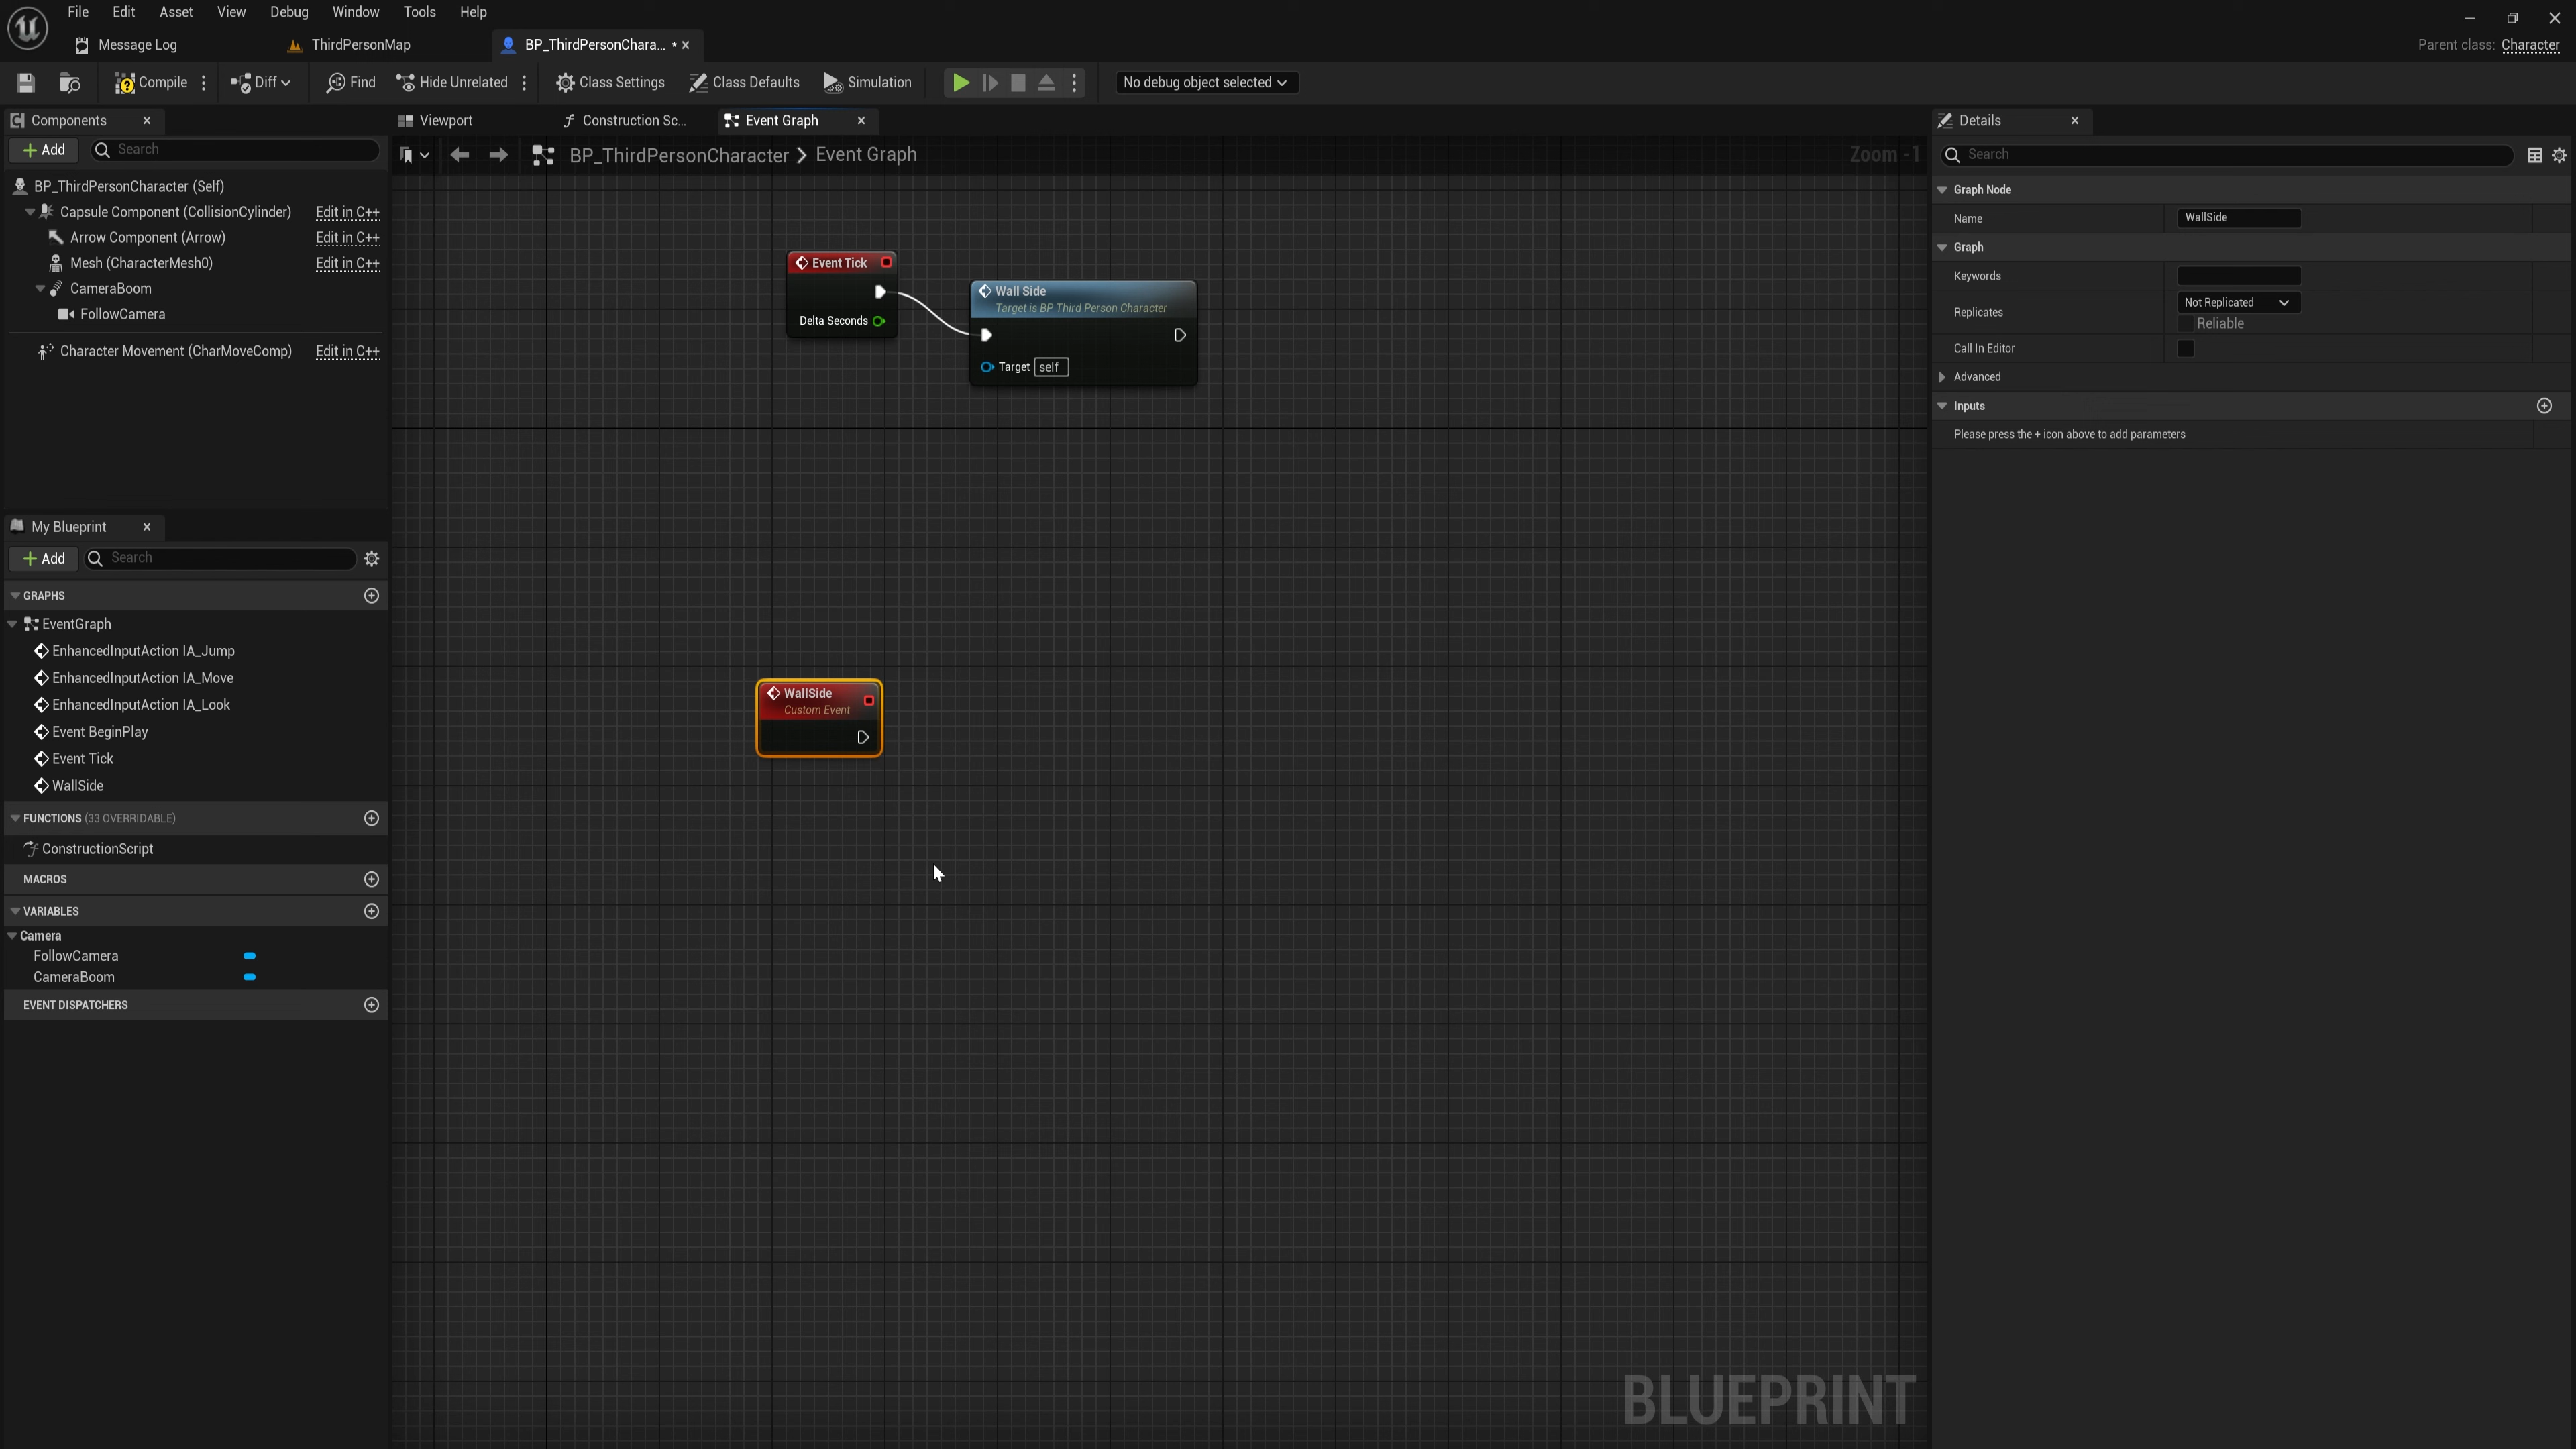 File Edit Asset View Debug Window Tools Help
Message Log ThirdPersonMap BP_ThirdPersonChara... * Parent class: Character
Compile Diff Find Hide Unrelated Class Settings Class Defaults Simulation No debug object selected
Components Viewport Construction Sc... Event Graph Details
Add Search BP_ThirdPersonCharacter > Event Graph Zoom -1 Search
BP_ThirdPersonCharacter (Self)
Capsule Component (CollisionCylinder) Edit in C++
Arrow Component (Arrow) Edit in C++
Mesh (CharacterMesh0) Edit in C++
CameraBoom
FollowCamera
Character Movement (CharMoveComp) Edit in C++
My Blueprint
Add Search
GRAPHS
EventGraph
EnhancedInputAction IA_Jump
EnhancedInputAction IA_Move
EnhancedInputAction IA_Look
Event BeginPlay
Event Tick
WallSide
FUNCTIONS (33 OVERRIDABLE)
ConstructionScript
MACROS
VARIABLES
Camera
FollowCamera
CameraBoom
EVENT DISPATCHERS
Event Tick
Delta Seconds
Wall Side
Target is BP Third Person Character
Target self
WallSide
Custom Event
BLUEPRINT
Graph Node
Name WallSide
Graph
Keywords
Replicates Not Replicated
Reliable
Call In Editor
Advanced
Inputs
Please press the + icon above to add parameters